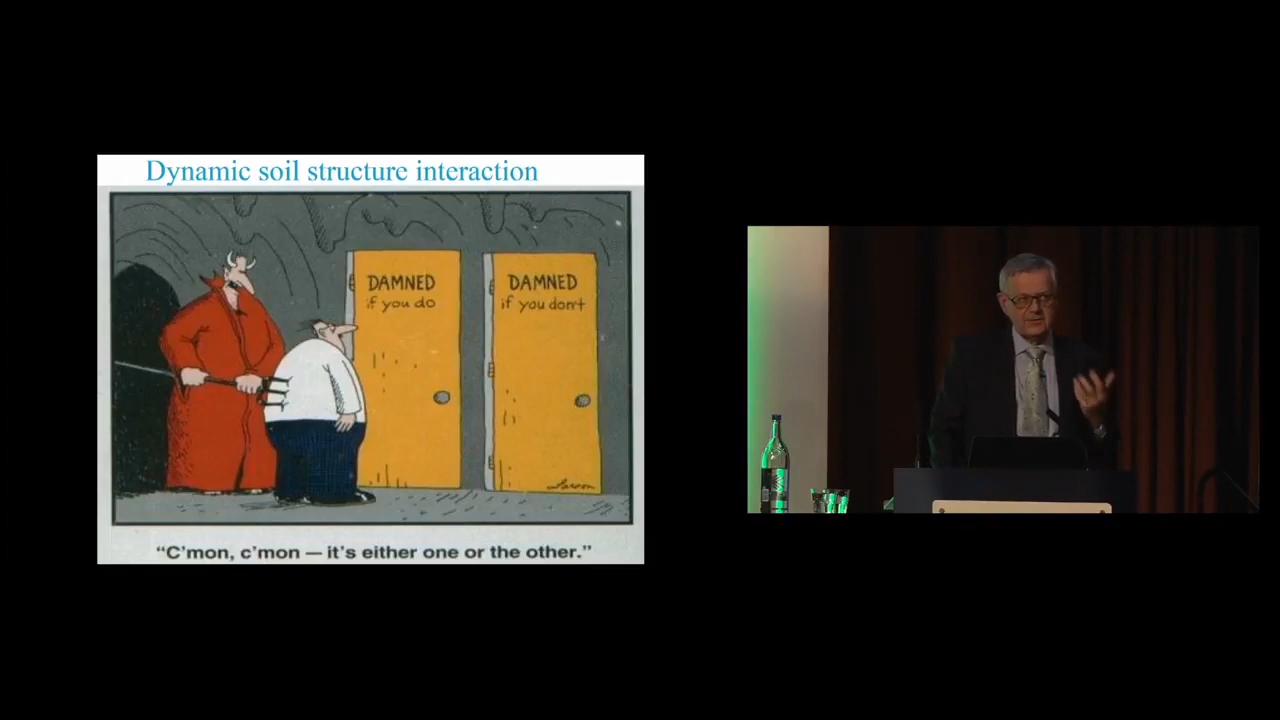 Dynamic soil structure interaction
DAMNED
if you do
DAMNED
if you don't
Larson
“C’mon, c’mon — it’s either one or the other.”